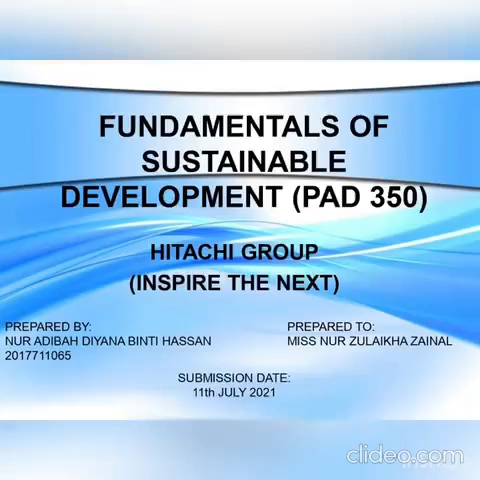 FUNDAMENTALS OF
SUSTAINABLE
DEVELOPMENT (PAD 350)
HITACHI GROUP
(INSPIRE THE NEXT)
PREPARED BY:
NUR ADIBAH DIYANA BINTI HASSAN
2017711065
PREPARED TO:
MISS NUR ZULAIKHA ZAINAL
SUBMISSION DATE:
11th JULY 2021
clideo.com